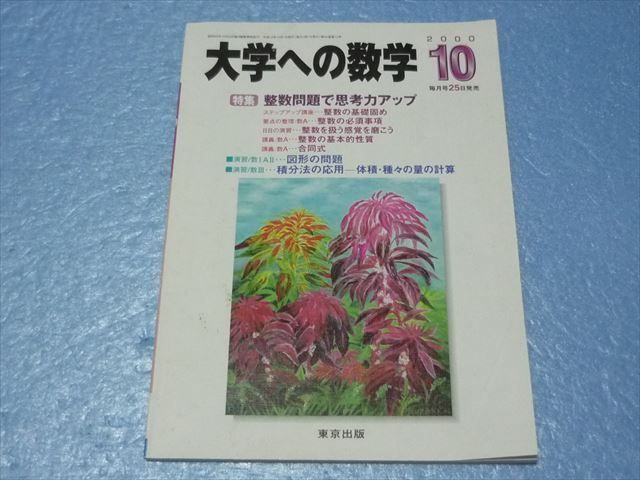 2000
大学への数学 10
毎月号25日発売
特集 整数問題で思考力アップ
ステップアップ講座…整数の基礎固め
要点の整理/数A…整数の必須事項
日日の演習…整数を扱う感覚を磨こう
講義/数A…整数の基本的性質
講義/数A…合同式
■演習/数ⅠAⅡ…図形の問題
■演習/数Ⅲ…積分法の応用—体積・種々の量の計算
東京出版